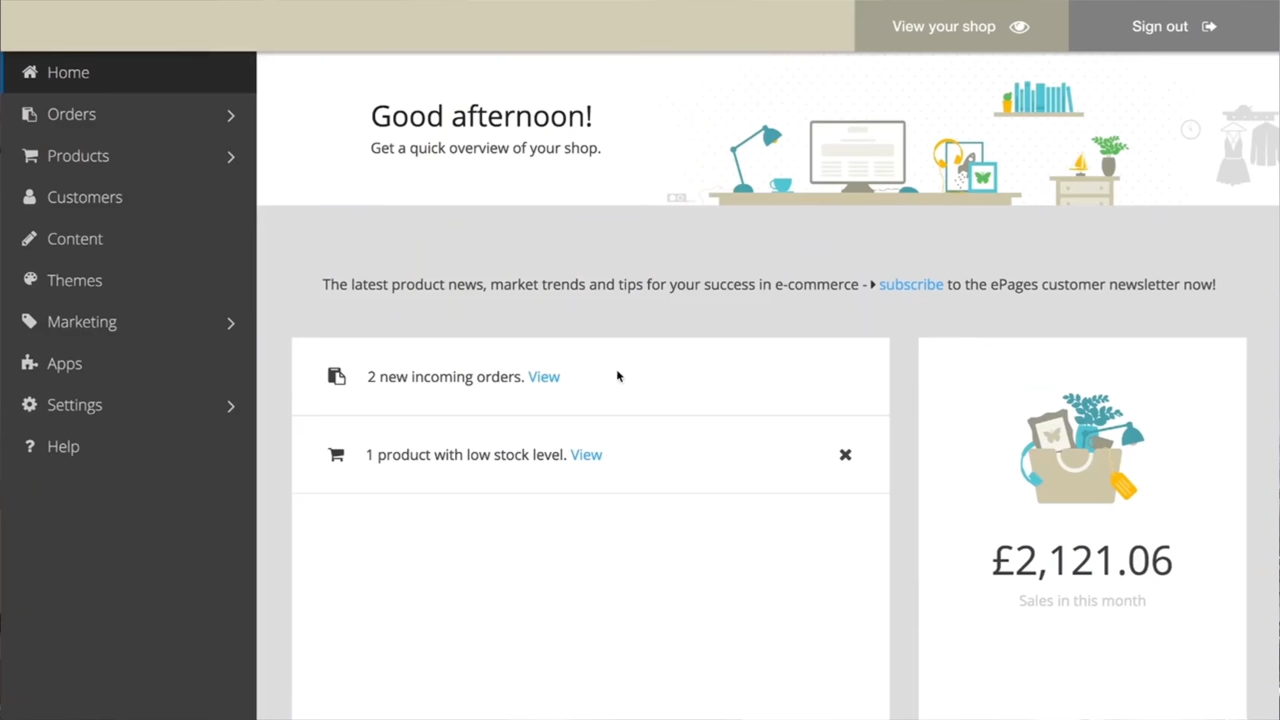 View your shop
Sign out
Home
Orders
Products
Customers
Content
Themes
Marketing
Apps
Settings
? Help
Good afternoon!
Get a quick overview of your shop.
The latest product news, market trends and tips for your success in e-commerce - subscribe to the ePages customer newsletter now!
2 new incoming orders. View
1 product with low stock level. View
£2,121.06
Sales in this month